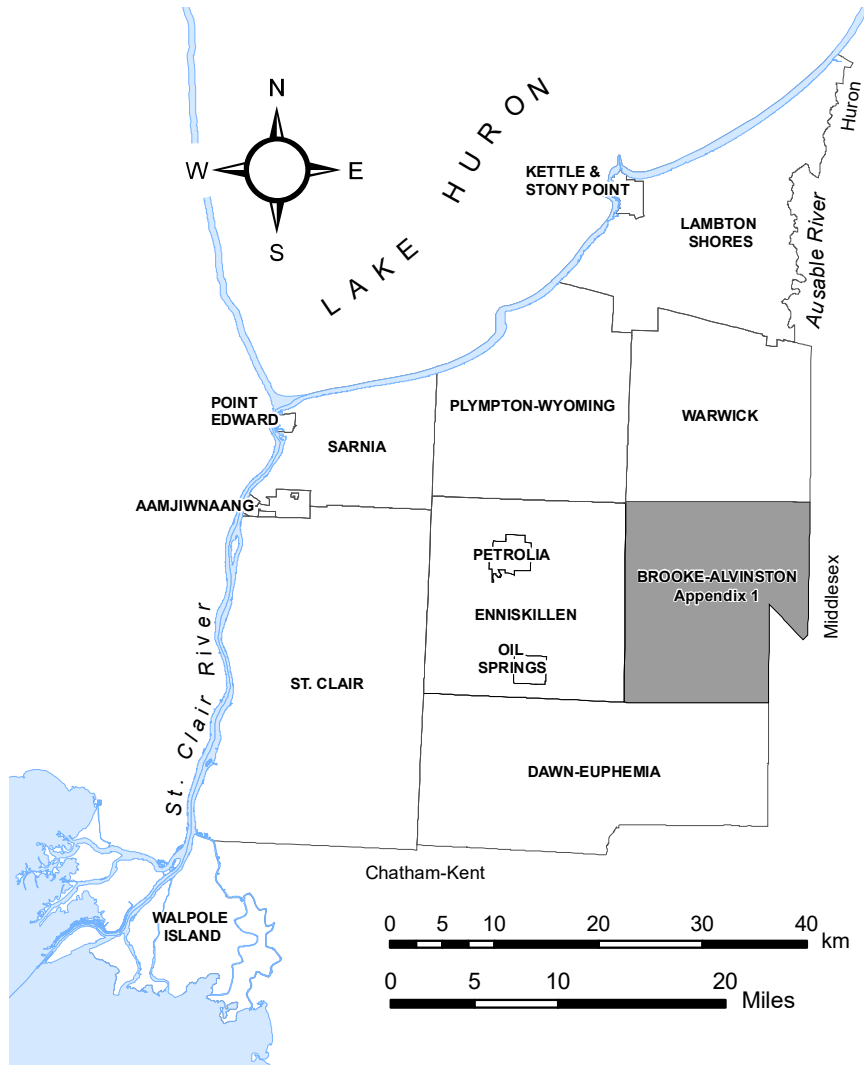 N
W
E
S
LAKE HURON
Huron
KETTLE &
STONY POINT
LAMBTON
SHORES
Ausable River
POINT
EDWARD
PLYMPTON-WYOMING
WARWICK
SARNIA
AAMJIWNAANG
PETROLIA
BROOKE-ALVINSTON
Appendix 1
Middlesex
ENNISKILLEN
OIL
SPRINGS
ST. CLAIR
St. Clair River
DAWN-EUPHEMIA
Chatham-Kent
WALPOLE
ISLAND
0 5 10 20 30 40
km
0 5 10 20
Miles